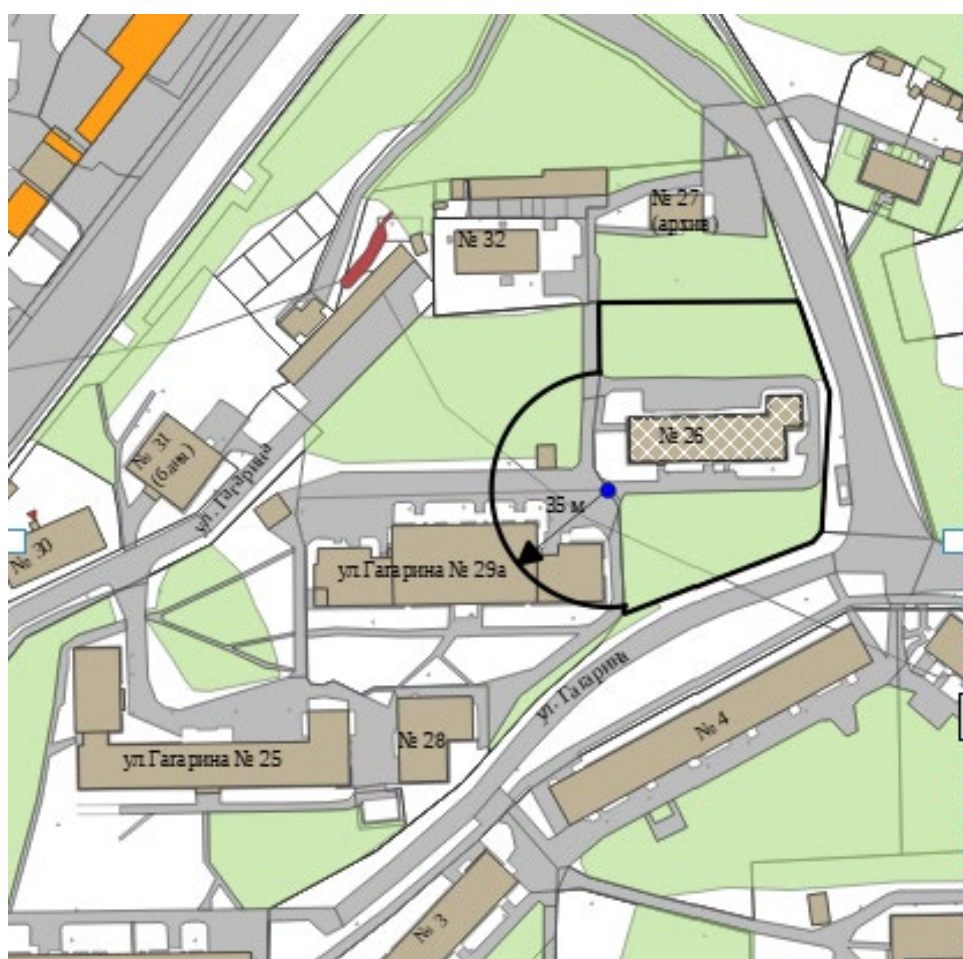 № 27
(архив)
№ 32
№ 26
№ 31
(банк)
ул. Гагарина
35 м
№ 30
ул.Гагарина № 29а
ул. Гагарина
№ 4
№ 28
ул.Гагарина № 25
№ 3